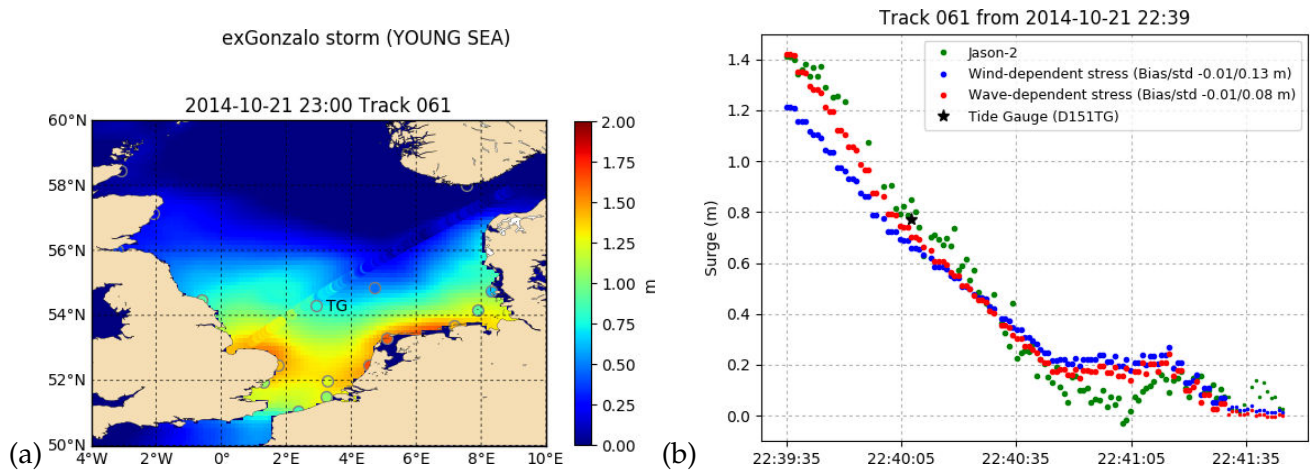 exGonzalo storm (YOUNG SEA)
2014-10-21 23:00 Track 061
60°N
58°N
56°N
54°N
52°N
50°N
4°W 2°W 0° 2°E 4°E 6°E 8°E 10°E
TG
2.00
1.75
1.50
1.25
1.00
0.75
0.50
0.25
0.00
m
(a)
Track 061 from 2014-10-21 22:39
Jason-2
Wind-dependent stress (Bias/std -0.01/0.13 m)
Wave-dependent stress (Bias/std -0.01/0.08 m)
Tide Gauge (D151TG)
Surge (m)
1.4
1.2
1.0
0.8
0.6
0.4
0.2
0.0
22:39:35 22:40:05 22:40:35 22:41:05 22:41:35
(b)